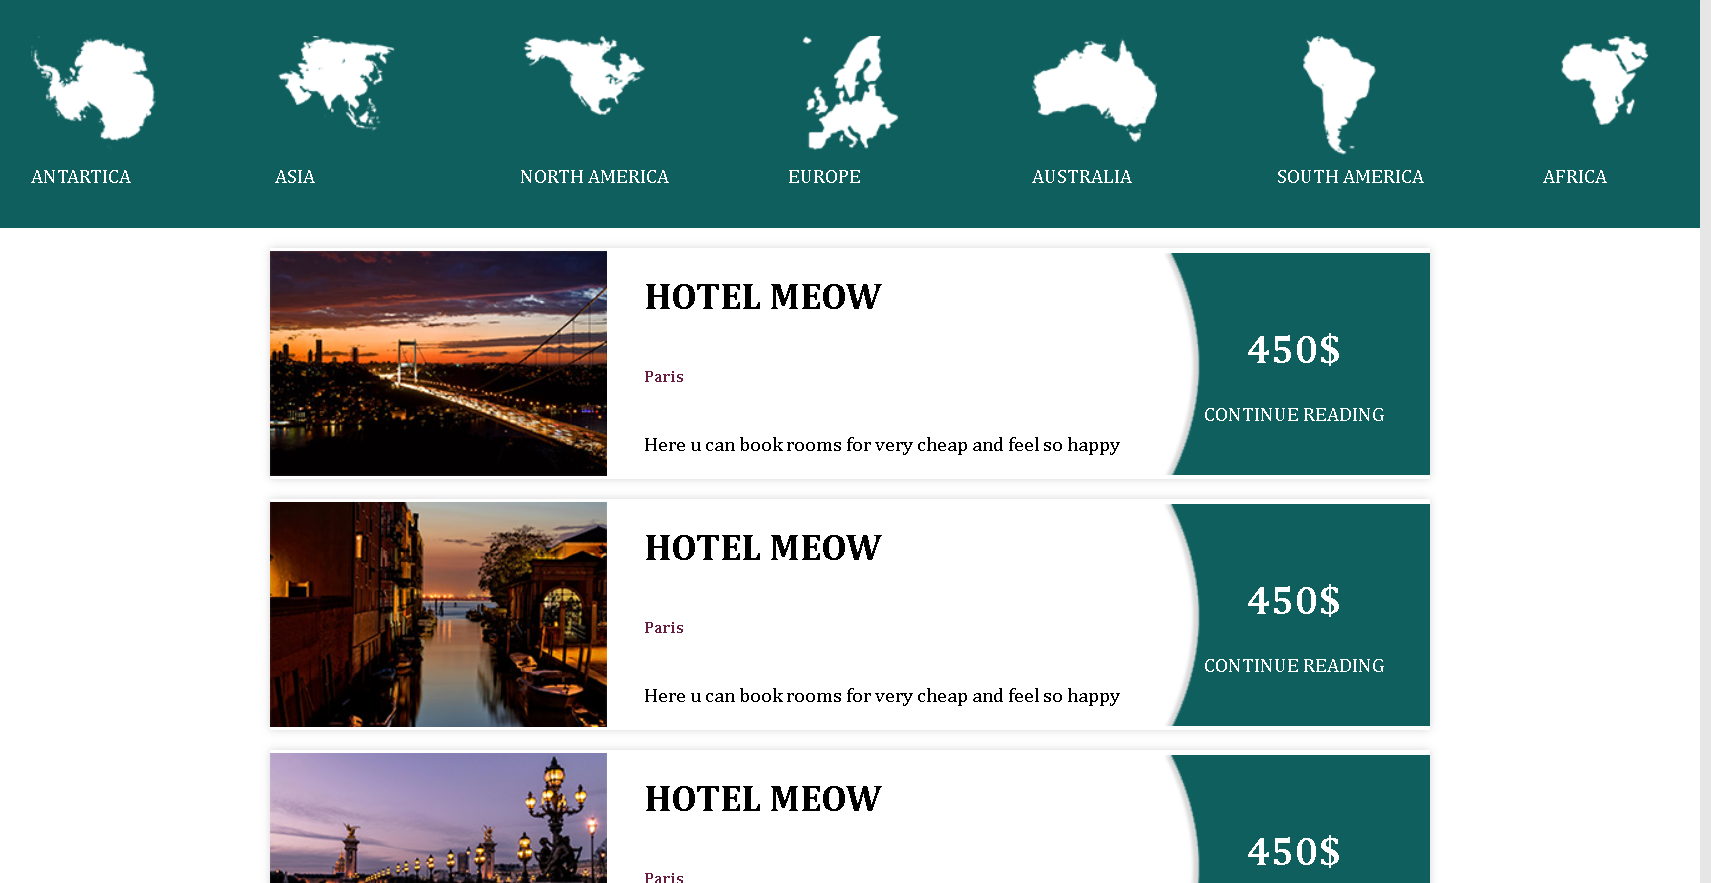 ANTARTICA
ASIA
NORTH AMERICA
EUROPE
AUSTRALIA
SOUTH AMERICA
AFRICA
HOTEL MEOW
Paris
Here u can book rooms for very cheap and feel so happy
450$
CONTINUE READING
HOTEL MEOW
Paris
Here u can book rooms for very cheap and feel so happy
450$
CONTINUE READING
HOTEL MEOW
Paris
450$